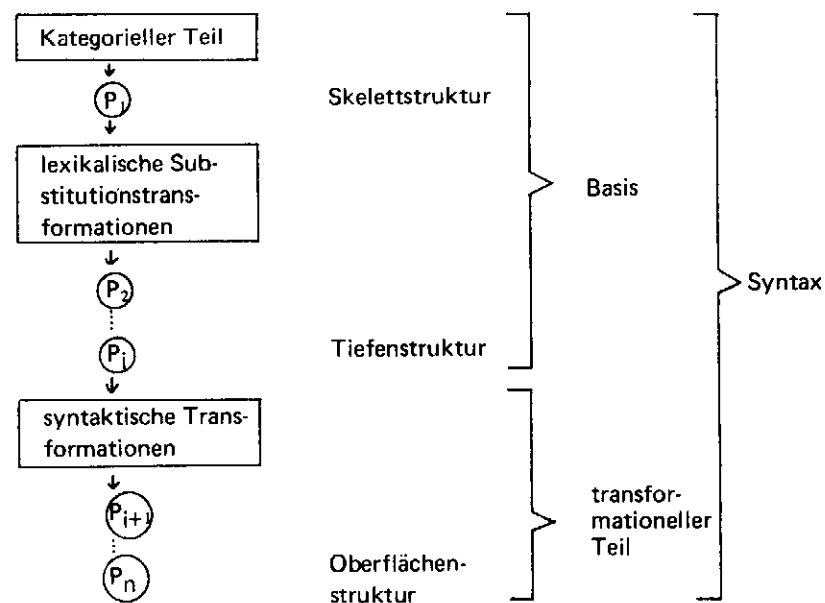 Kategorieller Teil
P1
Skelettstruktur
lexikalische Sub-
stitutionstrans-
formationen
Basis
P2
Syntax
Pi
Tiefenstruktur
syntaktische Trans-
formationen
Pi+1
transfor-
mationeller
Teil
Pn
Oberflächen-
struktur